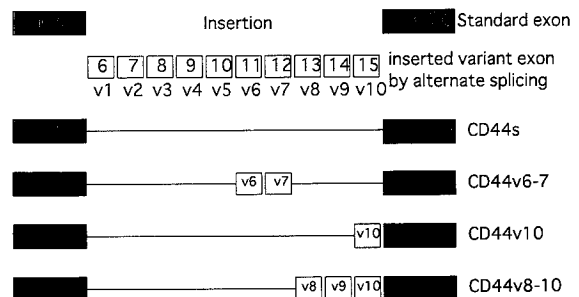 Insertion
Standard exon
6 7 8 9 10 11 12 13 14 15
inserted variant exon
v1 v2 v3 v4 v5 v6 v7 v8 v9 v10
by alternate splicing
CD44s
v6 v7 CD44v6-7
v10 CD44v10
v8 v9 v10 CD44v8-10